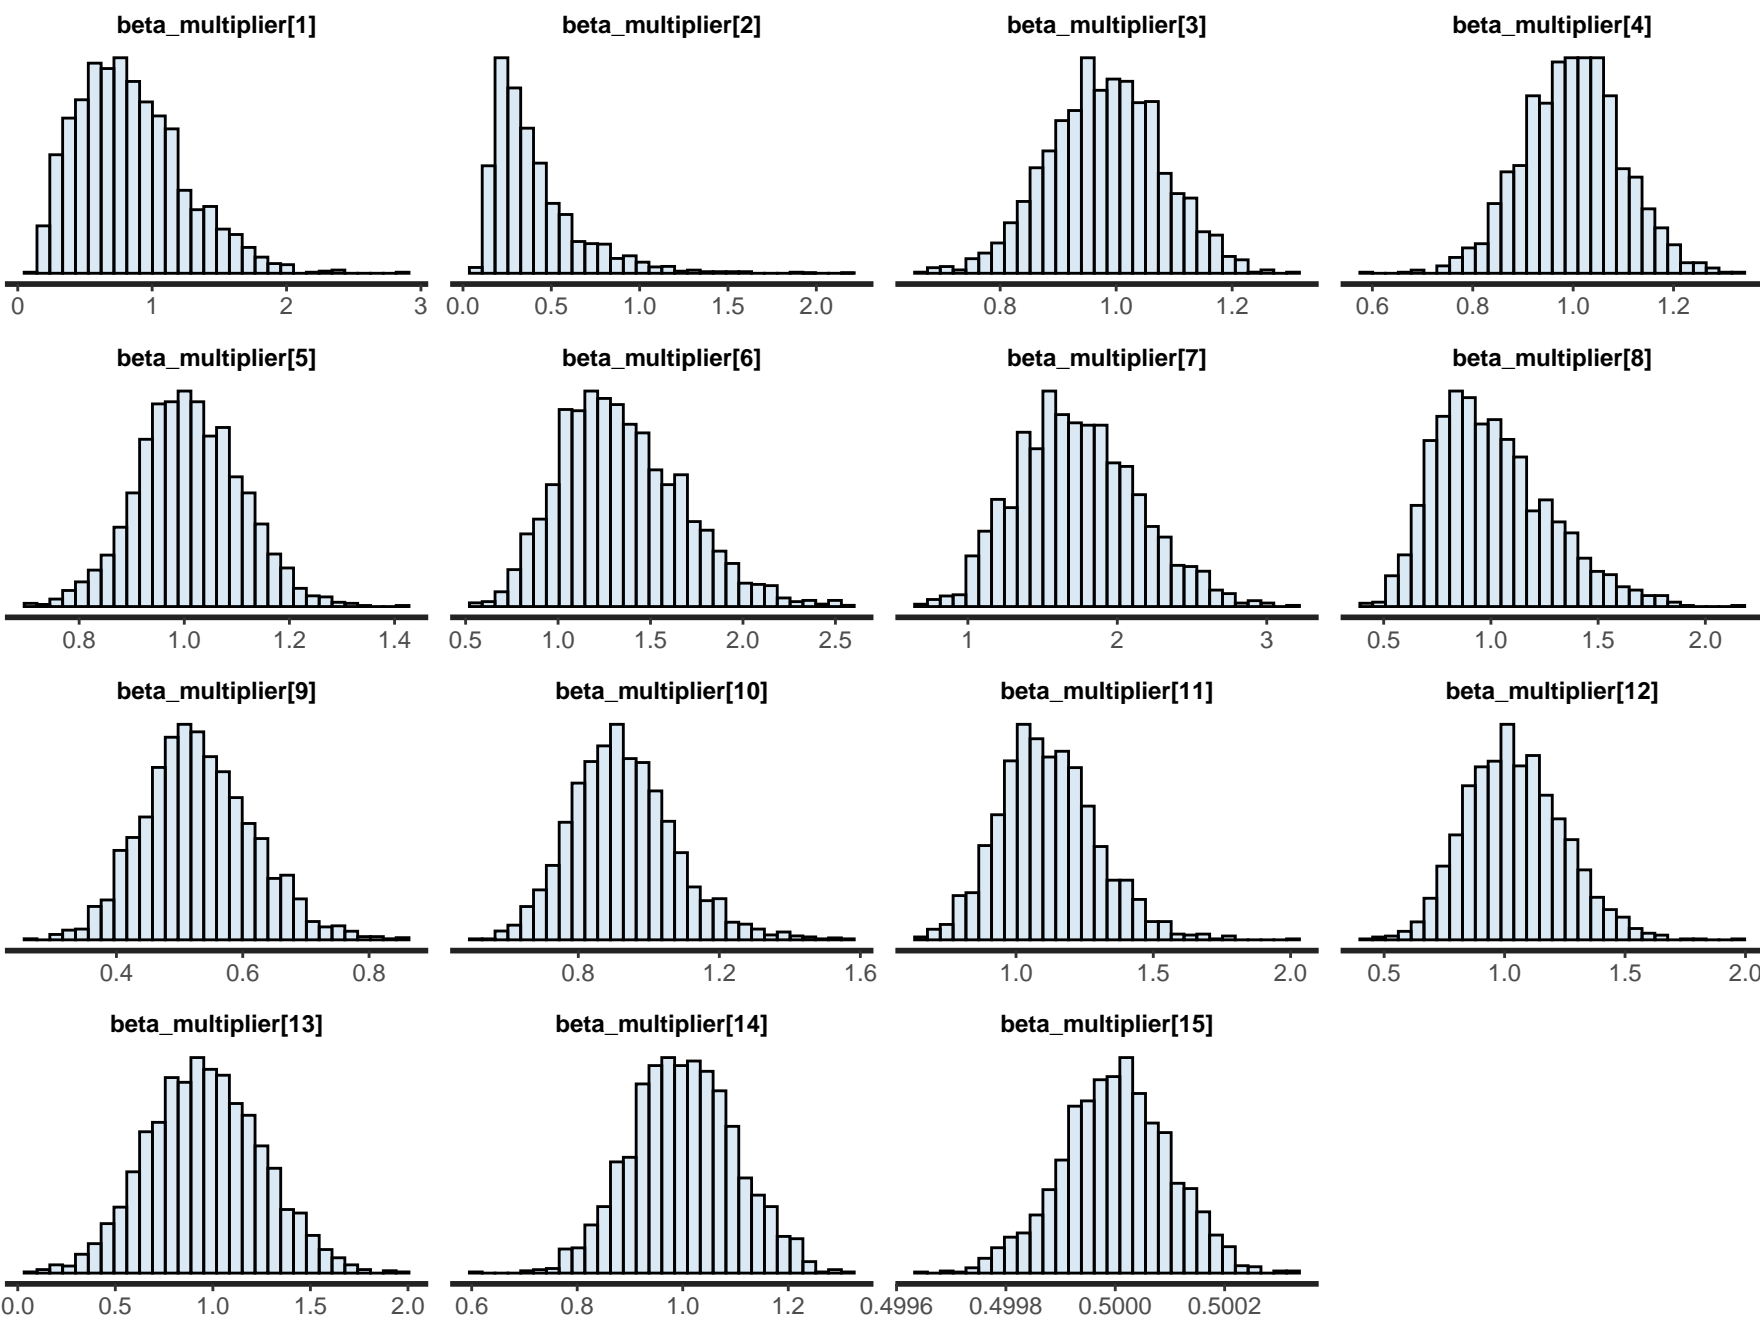 beta_multiplier[1] beta_multiplier[2] beta_multiplier[3] beta_multiplier[4]
0 1 2 3 0.0 0.5 1.0 1.5 2.0 0.8 1.0 1.2 0.6 0.8 1.0 1.2
beta_multiplier[5] beta_multiplier[6] beta_multiplier[7] beta_multiplier[8]
0.8 1.0 1.2 1.4 0.5 1.0 1.5 2.0 2.5 1 2 3 0.5 1.0 1.5 2.0
beta_multiplier[9] beta_multiplier[10] beta_multiplier[11] beta_multiplier[12]
0.4 0.6 0.8 0.8 1.2 1.6 1.0 1.5 2.0 0.5 1.0 1.5 2.0
beta_multiplier[13] beta_multiplier[14] beta_multiplier[15]
0.0 0.5 1.0 1.5 2.0 0.6 0.8 1.0 1.2 0.4996 0.4998 0.5000 0.5002